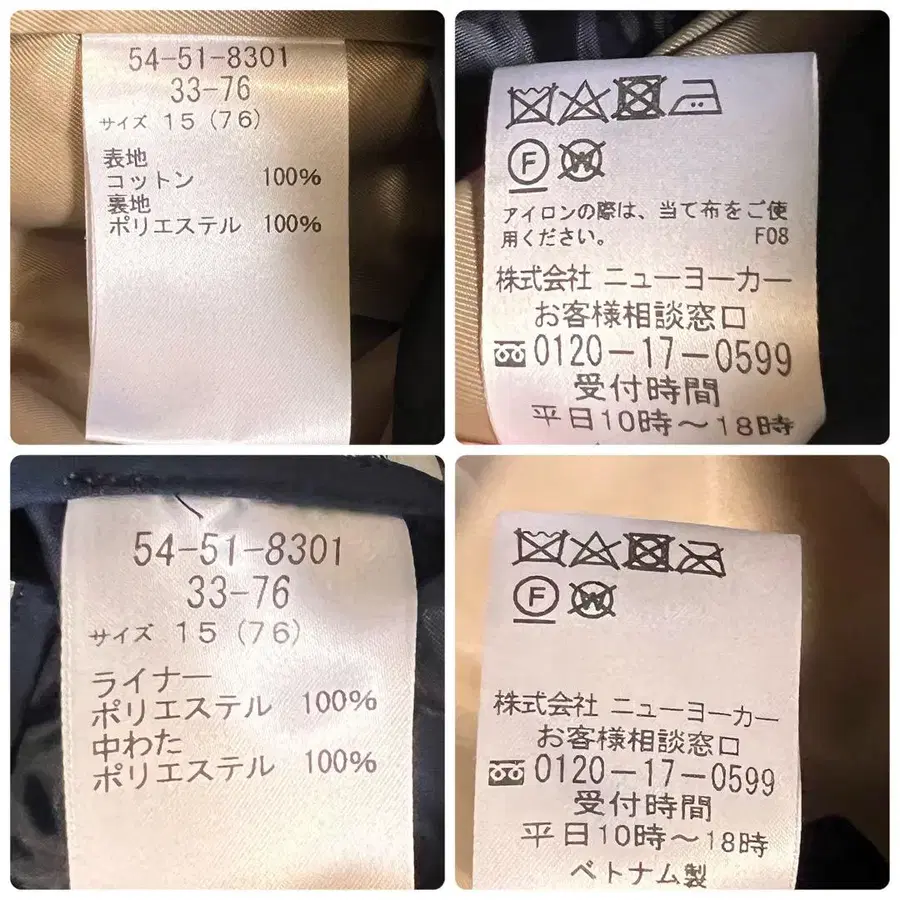 54-51-8301
33-76
サイズ 15 (76)
表地
コットン 100%
裏地
ポリエステル 100%
F W
アイロンの際は、当て布をご使
用ください。 F08
株式会社 ニューヨーカー
お客様相談窓口
0120-17-0599
受付時間
平日10時～18時
54-51-8301
33-76
サイズ 15 (76)
ライナー
ポリエステル 100%
中わた
ポリエステル 100%
F W
株式会社 ニューヨーカー
お客様相談窓口
0120-17-0599
受付時間
平日10時～18時
ベトナム製